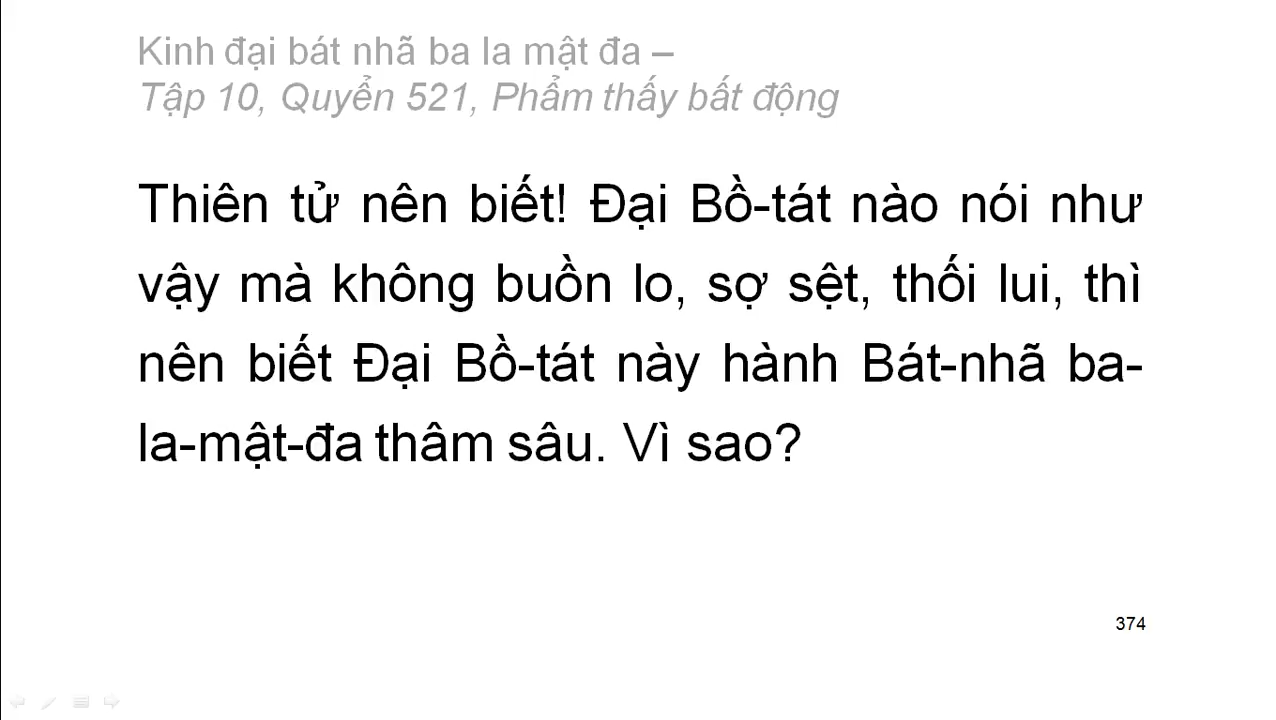 Kinh đại bát nhã ba la mật đa –
Tập 10, Quyển 521, Phẩm thấy bất động
Thiên tử nên biết! Đại Bồ-tát nào nói như
vậy mà không buồn lo, sợ sệt, thối lui, thì
nên biết Đại Bồ-tát này hành Bát-nhã ba-
la-mật-đa thâm sâu. Vì sao?
374